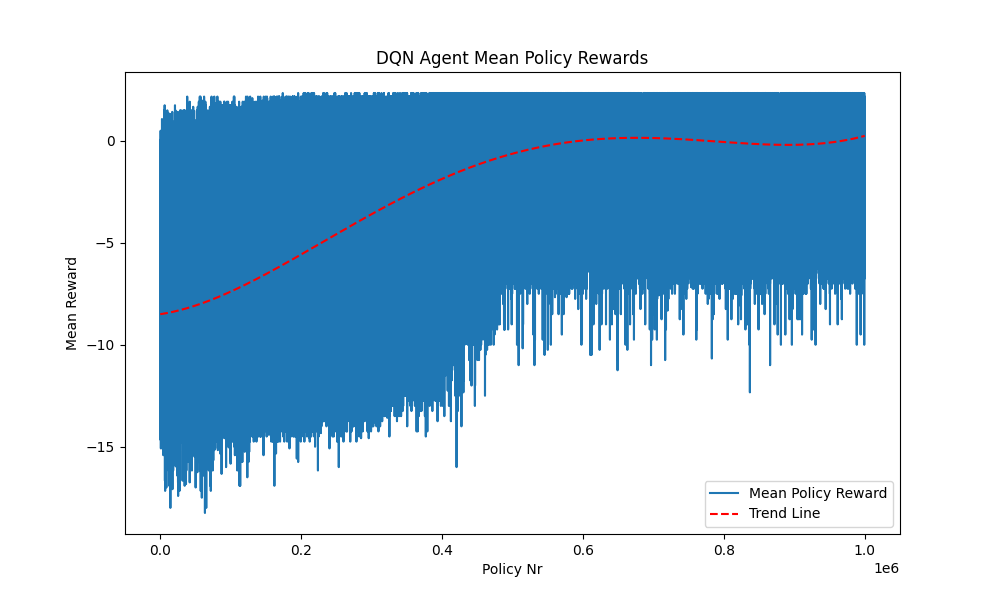 DQN Agent Mean Policy Rewards
Mean Reward
0
−5
−10
−15
Mean Policy Reward
Trend Line
0.0 0.2 0.4 0.6 0.8 1.0
1e6
Policy Nr